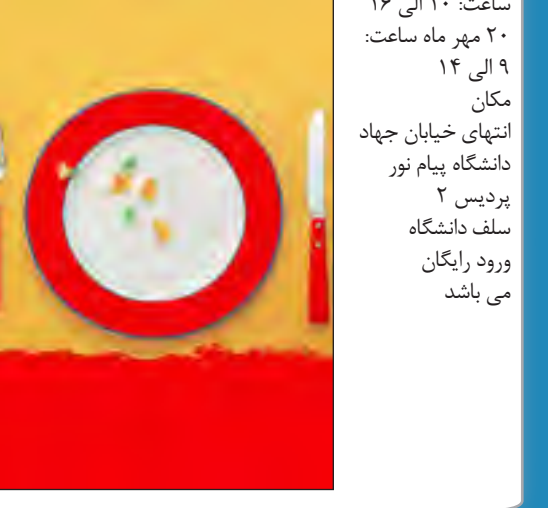 ساعت: ۱۰ الی ۱۶
۲۰ مهر ماه ساعت:
۹ الی ۱۴
مکان
انتهای خیابان جهاد
دانشگاه پیام نور
پردیس ۲
سلف دانشگاه
ورود رایگان
می باشد